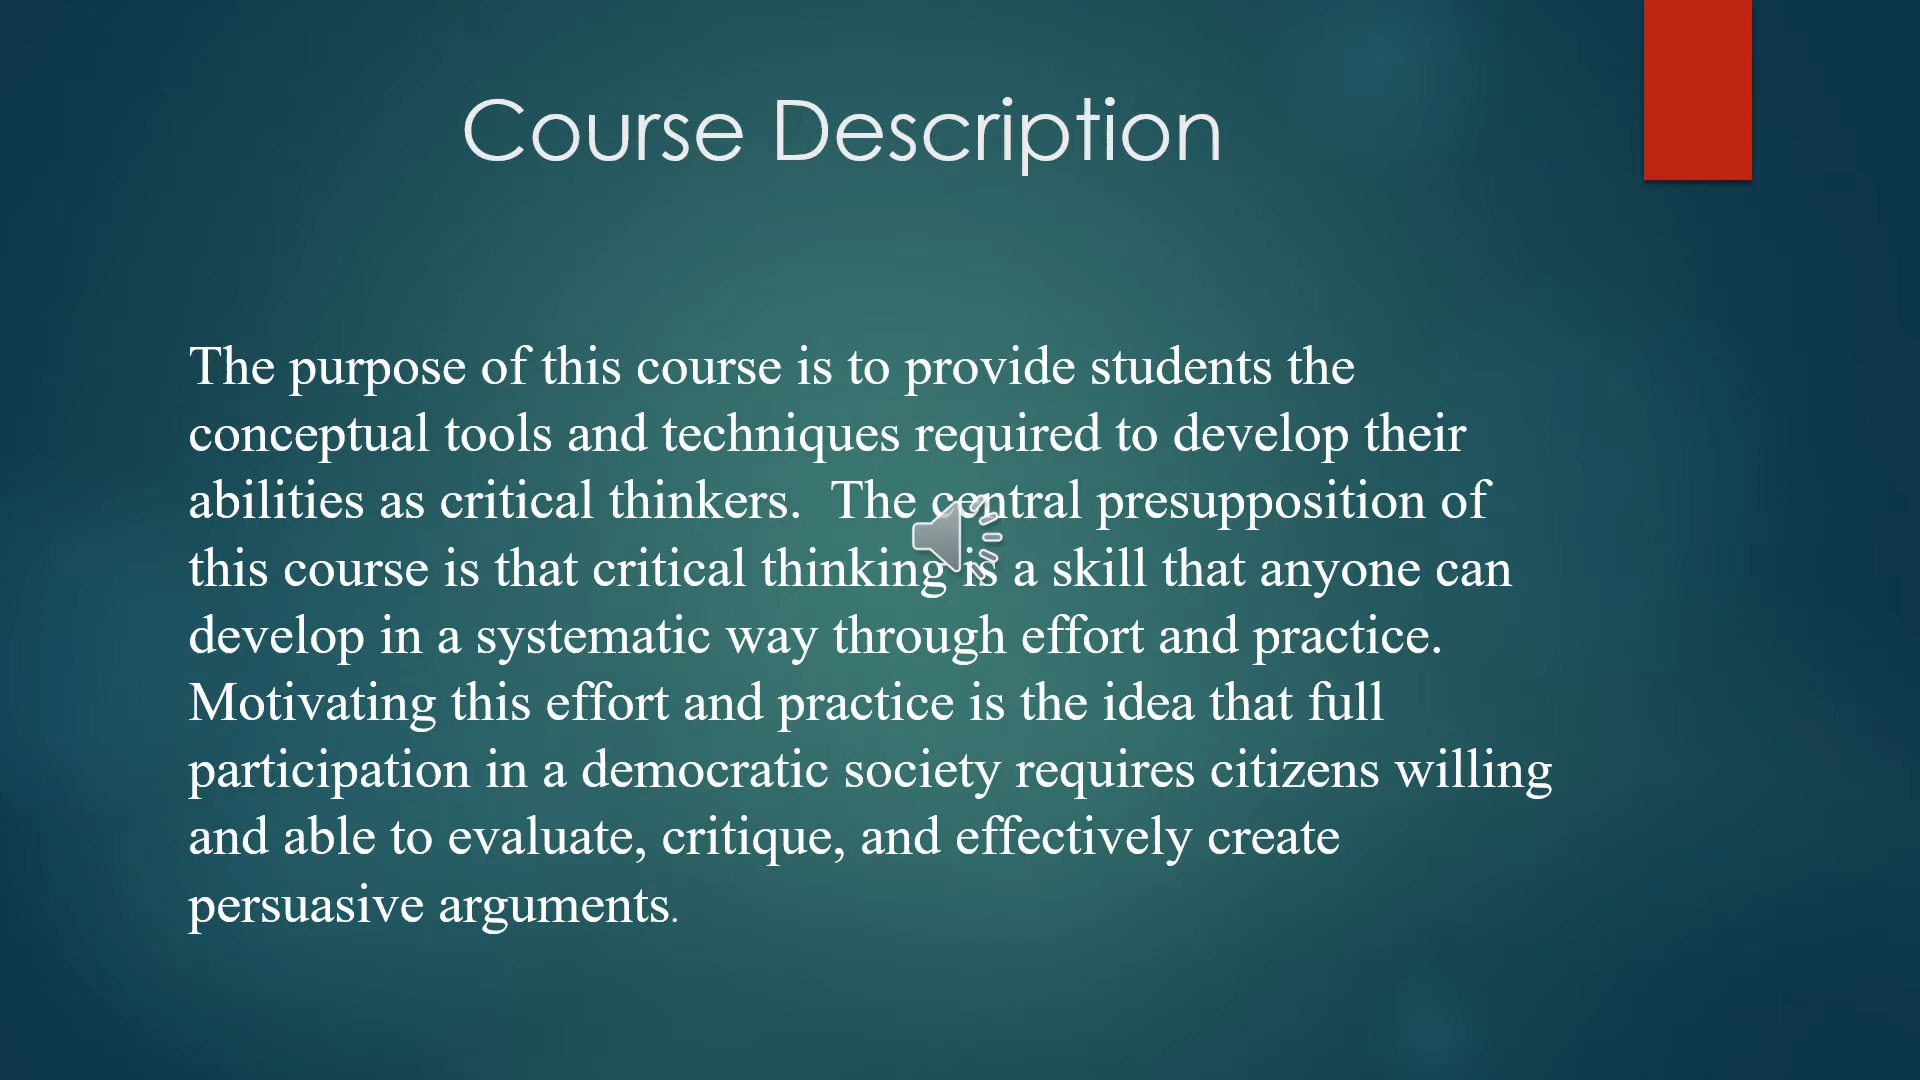 Course Description
The purpose of this course is to provide students the
conceptual tools and techniques required to develop their
abilities as critical thinkers.  The central presupposition of
this course is that critical thinking is a skill that anyone can
develop in a systematic way through effort and practice.
Motivating this effort and practice is the idea that full
participation in a democratic society requires citizens willing
and able to evaluate, critique, and effectively create
persuasive arguments.